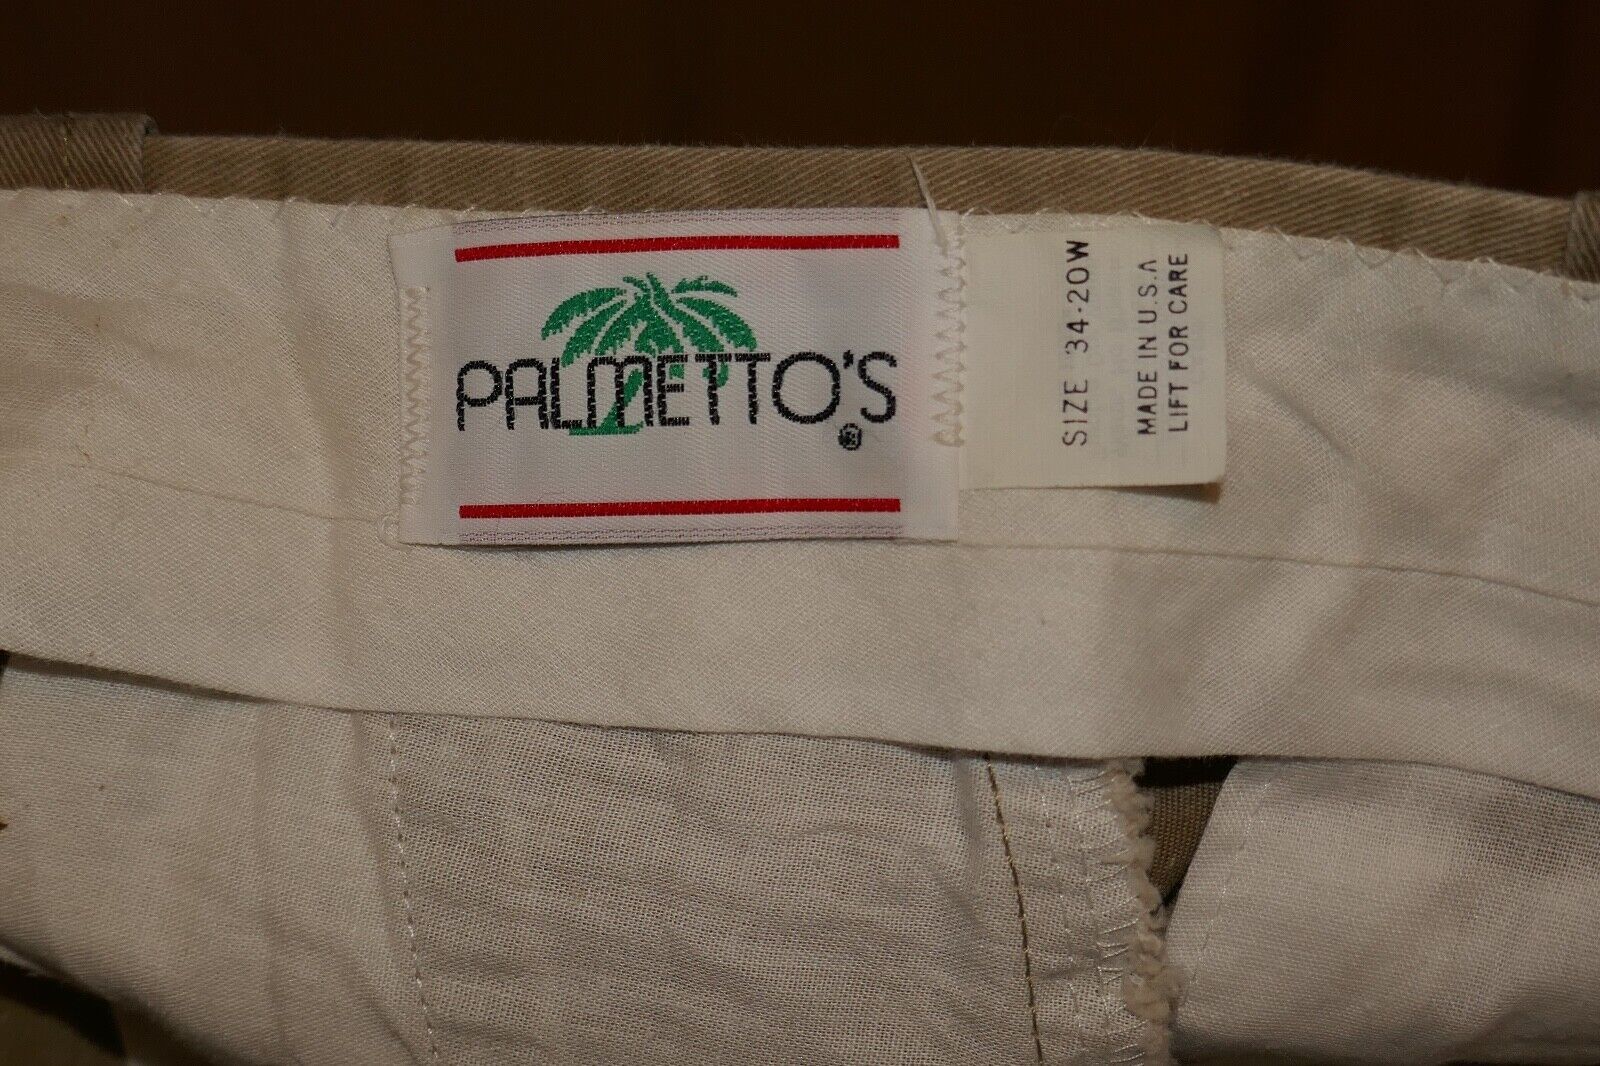 PALMETTO'S
®
SIZE 34-20W
MADE IN U.S.A
LIFT FOR CARE